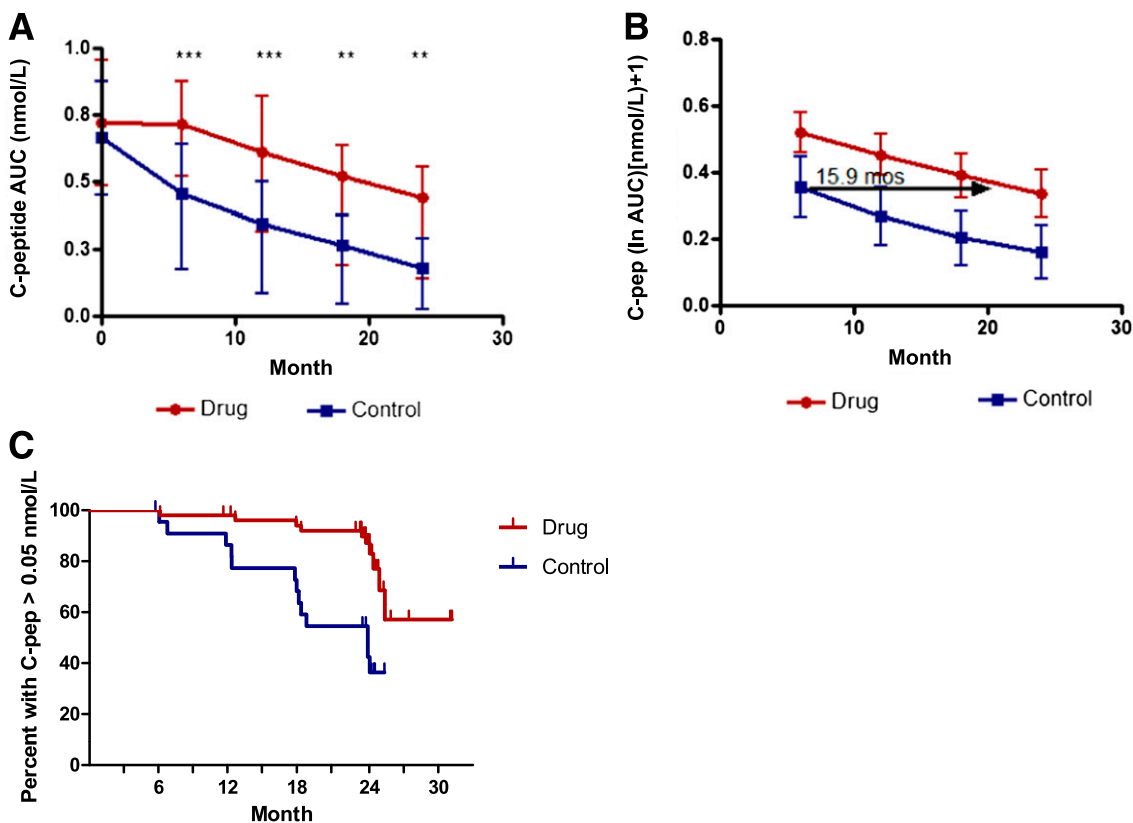 A
C-peptide AUC (nmol/L)
1.0
0.8
0.5
0.3
0.0
*** *** ** **
0 10 20 30
Month
Drug Control
B
C-pep (ln AUC)[nmol/L)+1)
0.8
0.6
0.4
0.2
0.0
15.9 mos
0 10 20 30
Month
Drug Control
C
Percent with C-pep > 0.05 nmol/L
100
80
60
40
20
0
6 12 18 24 30
Month
Drug
Control